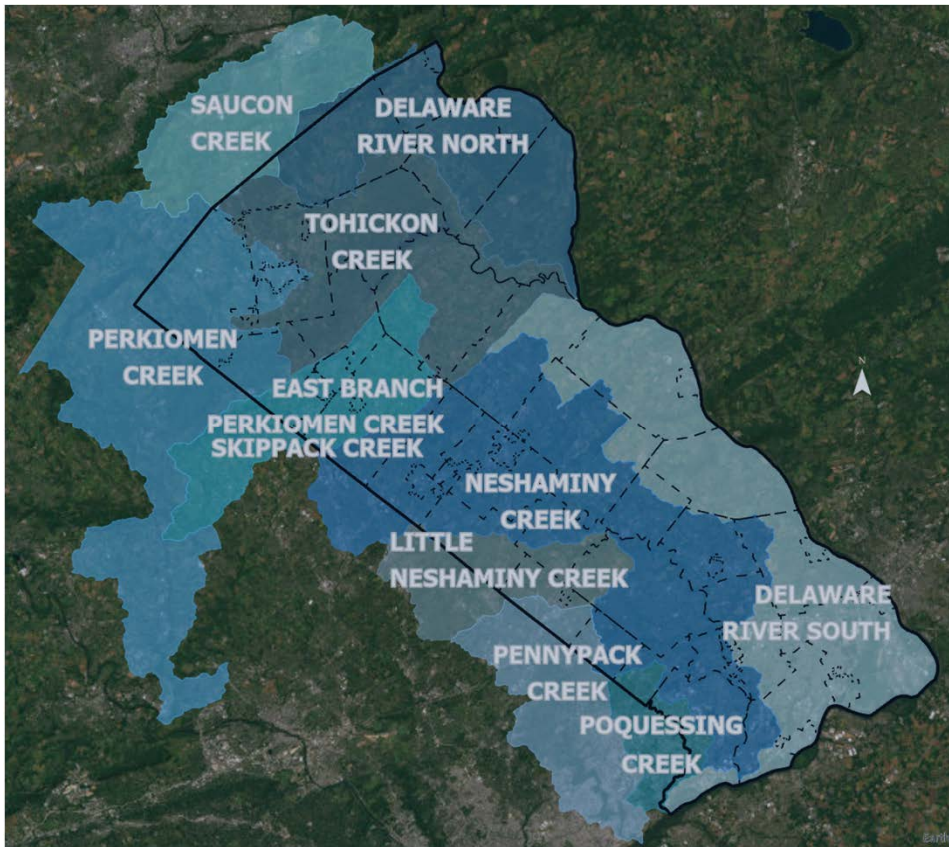 SAUCON
CREEK
DELAWARE
RIVER NORTH
TOHICKON
CREEK
PERKIOMEN
CREEK
EAST BRANCH
PERKIOMEN CREEK
SKIPPACK CREEK
NESHAMINY
CREEK
LITTLE
NESHAMINY CREEK
DELAWARE
RIVER SOUTH
PENNYPACK
CREEK
POQUESSING
CREEK
N